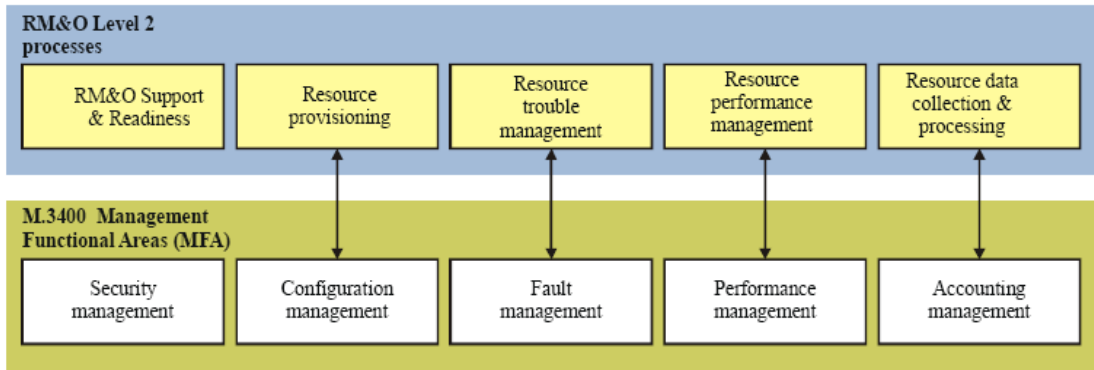 RM&O Level 2
processes
RM&O Support
& Readiness
Resource
provisioning
Resource
trouble
management
Resource
performance
management
Resource data
collection &
processing
M.3400 Management
Functional Areas (MFA)
Security
management
Configuration
management
Fault
management
Performance
management
Accounting
management